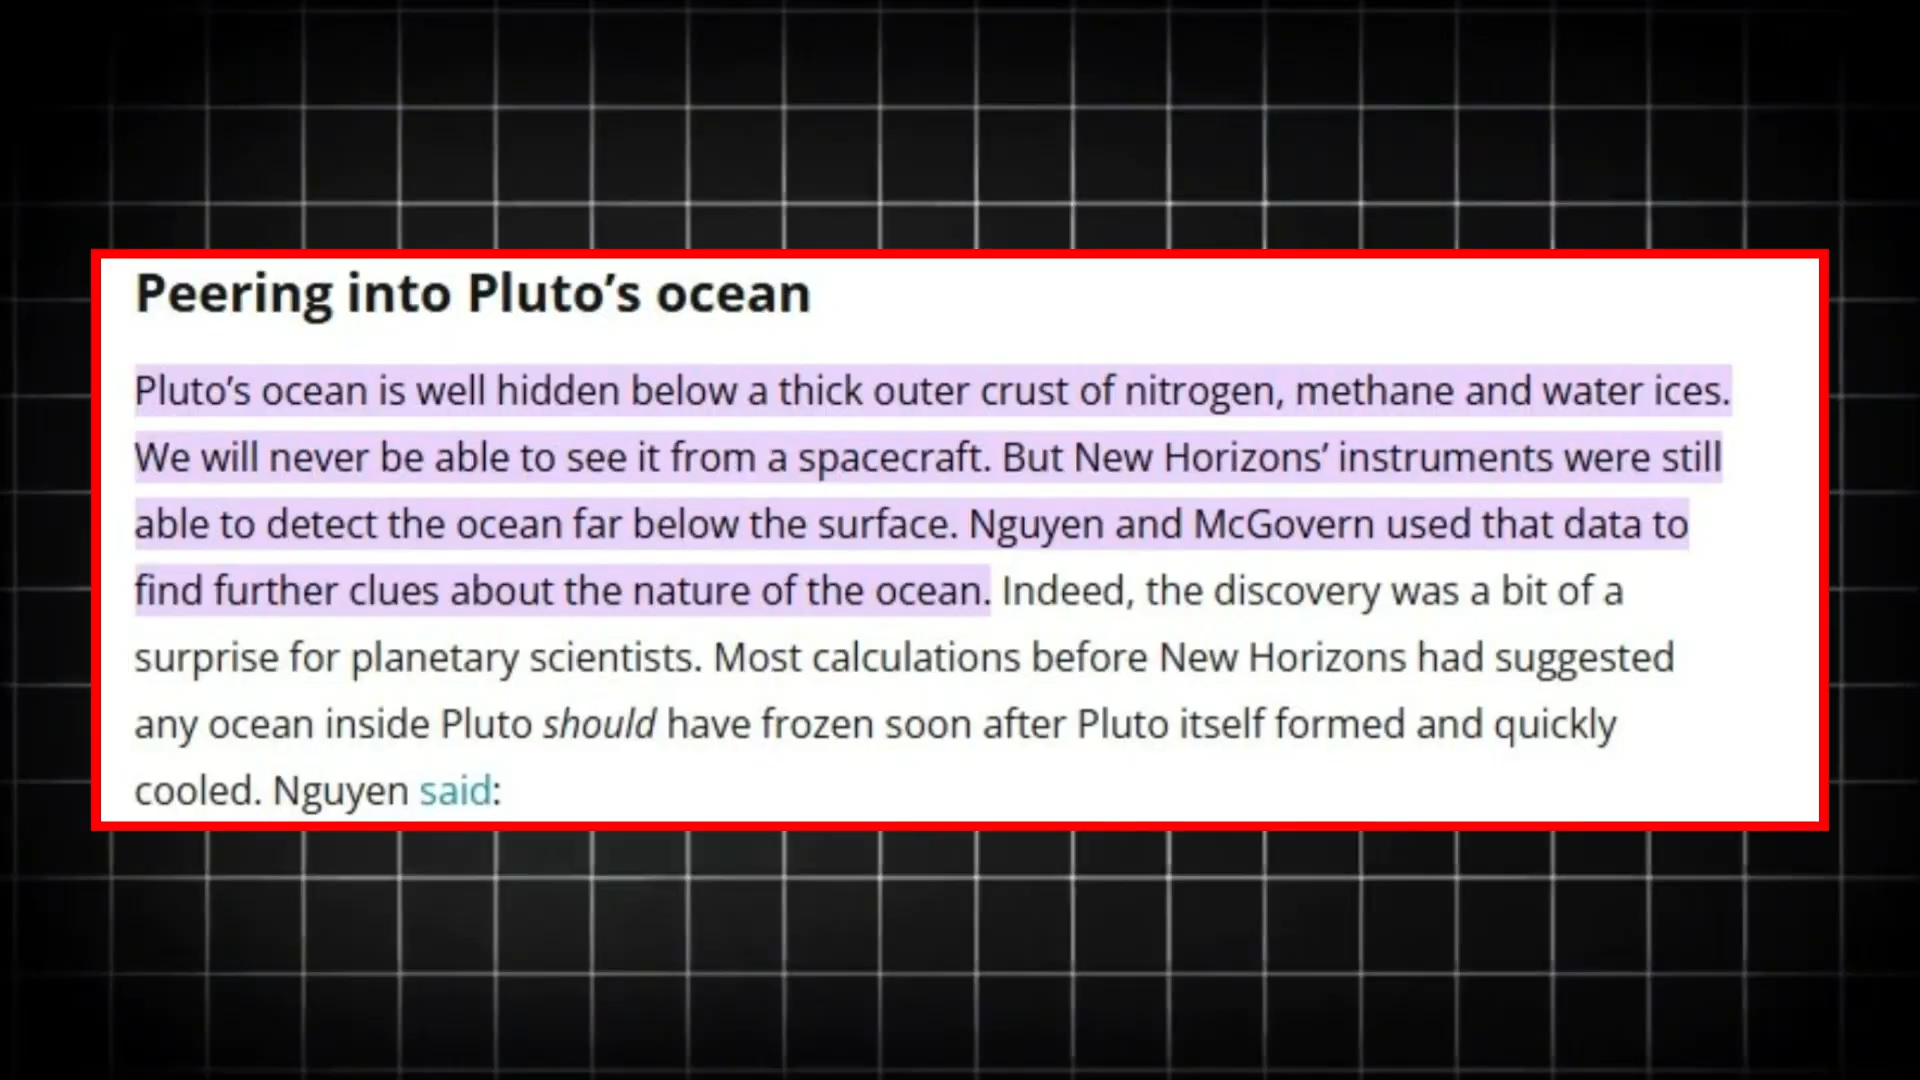 Peering into Pluto’s ocean
Pluto’s ocean is well hidden below a thick outer crust of nitrogen, methane and water ices.
We will never be able to see it from a spacecraft. But New Horizons’ instruments were still
able to detect the ocean far below the surface. Nguyen and McGovern used that data to
find further clues about the nature of the ocean. Indeed, the discovery was a bit of a
surprise for planetary scientists. Most calculations before New Horizons had suggested
any ocean inside Pluto should have frozen soon after Pluto itself formed and quickly
cooled. Nguyen said: